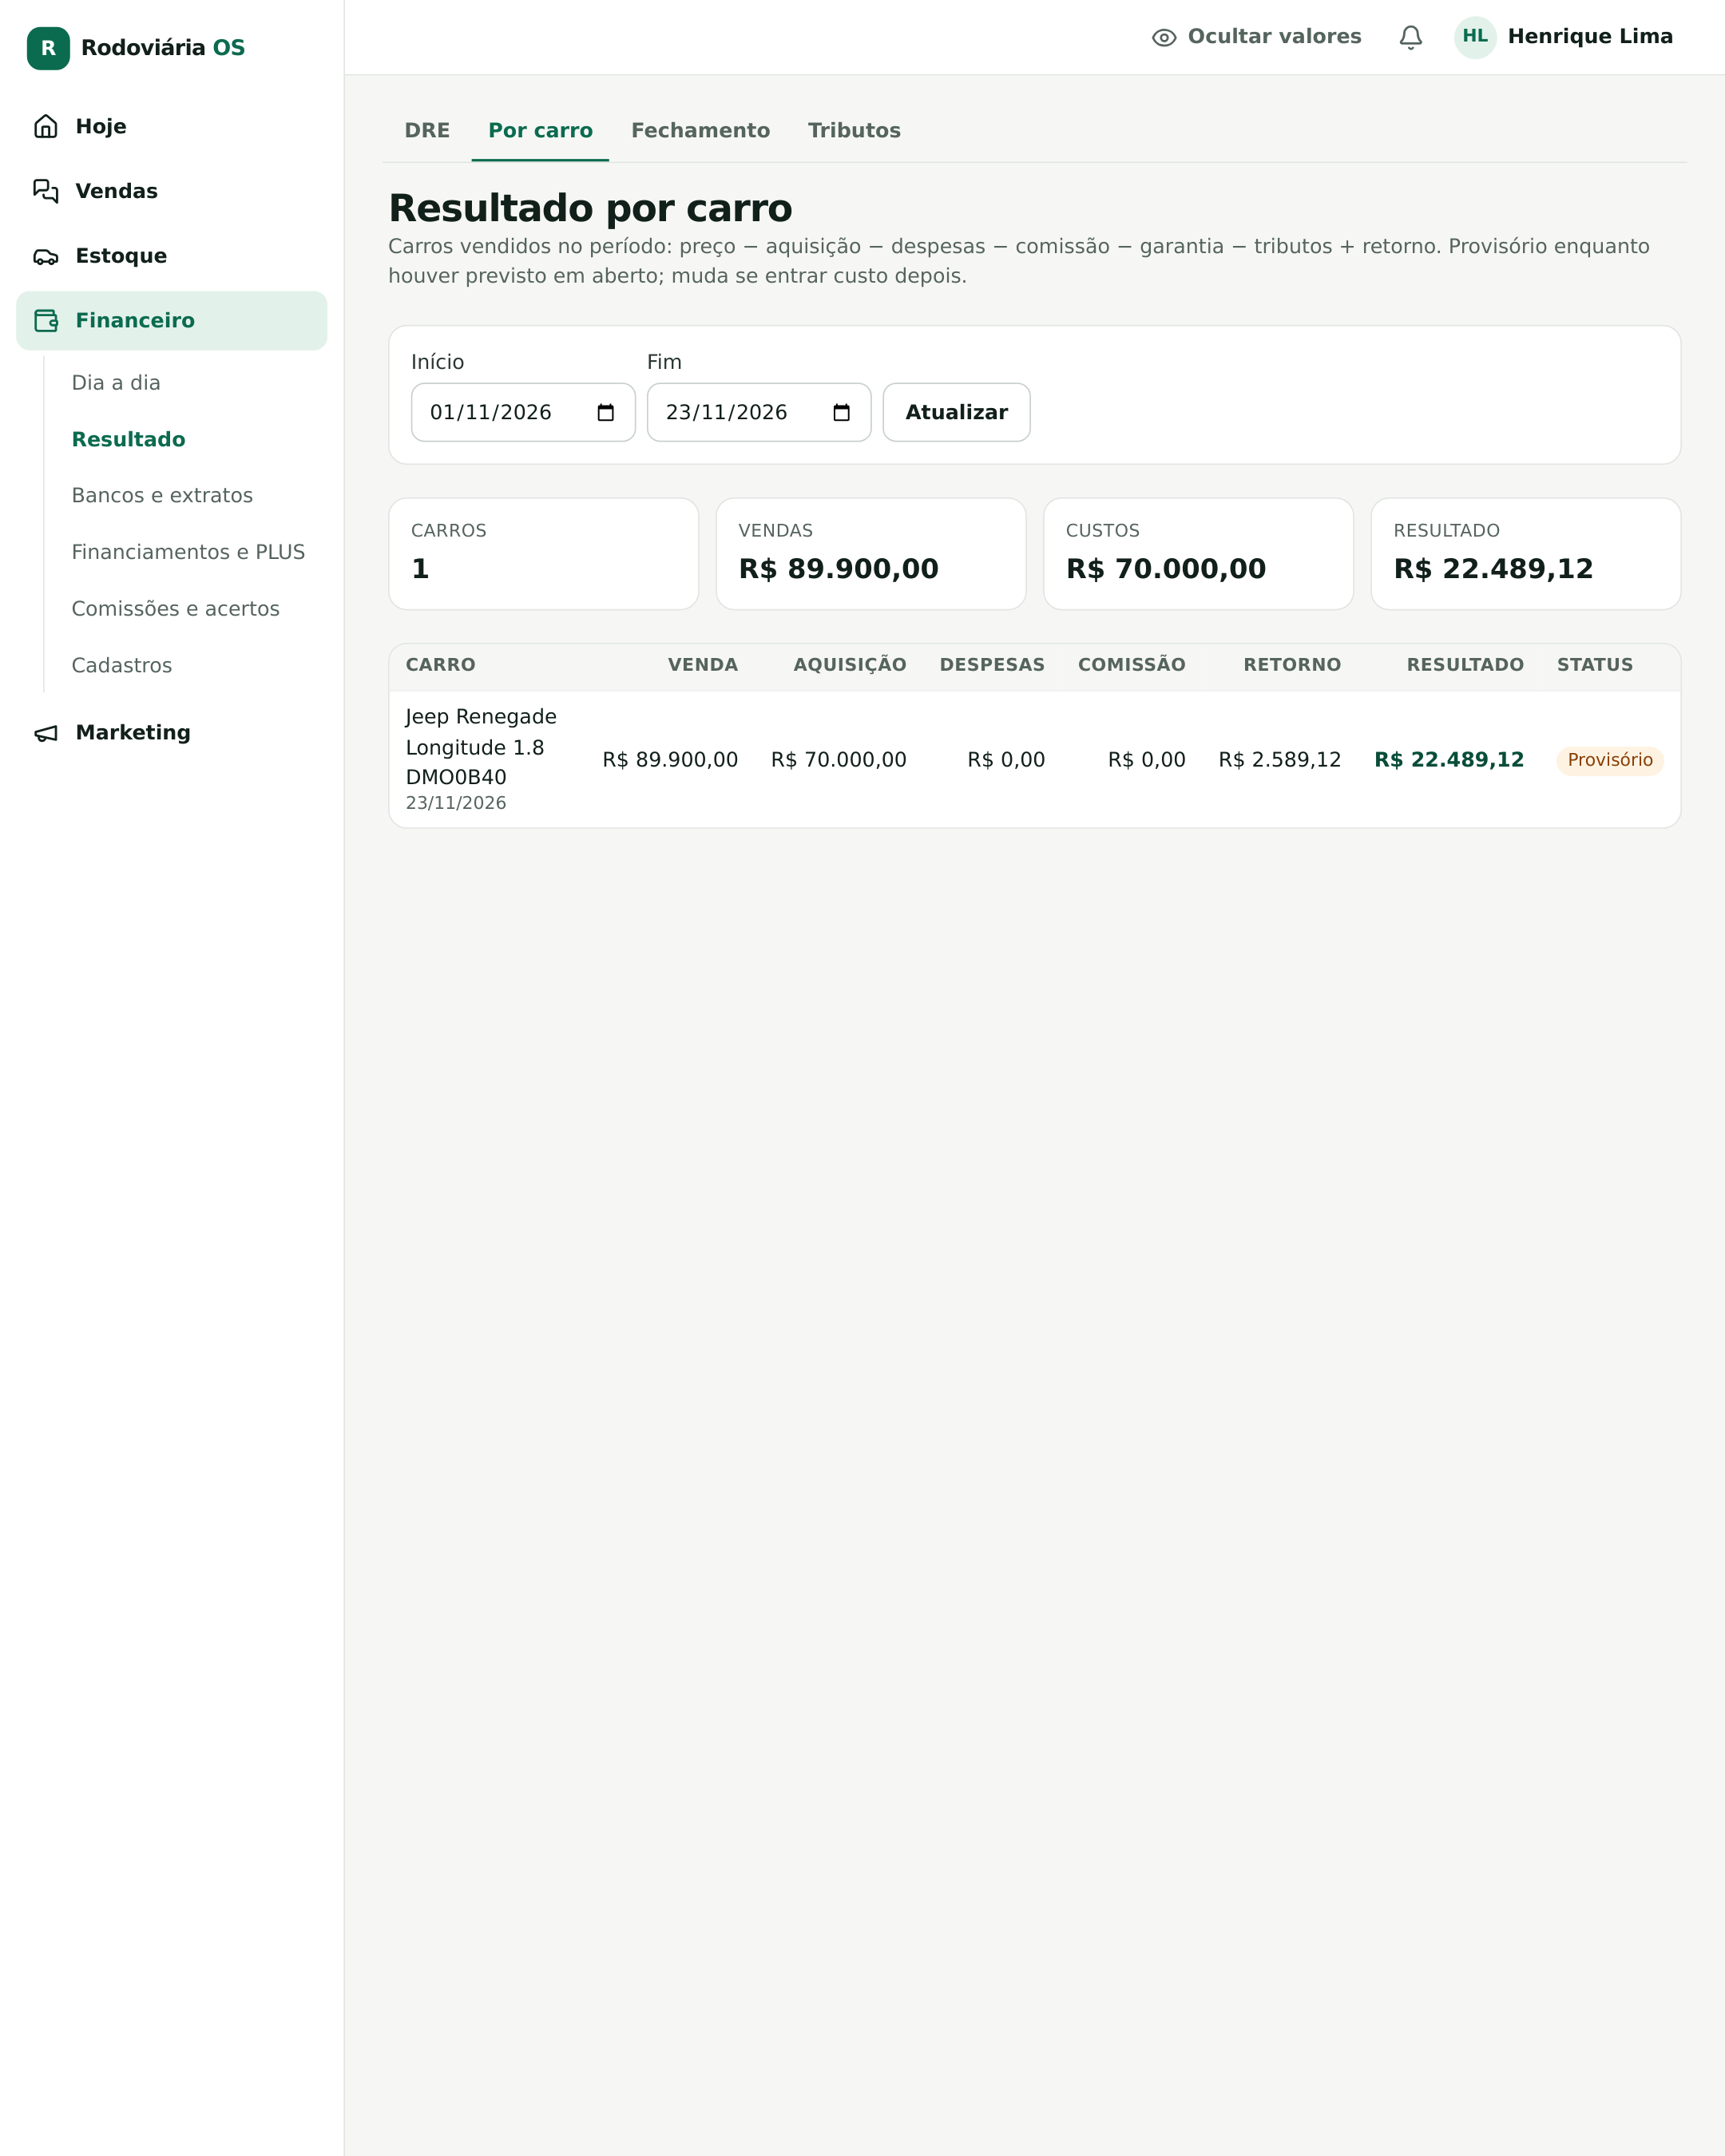 R Rodoviária OS
Hoje
Vendas
Estoque
Financeiro
Dia a dia
Resultado
Bancos e extratos
Financiamentos e PLUS
Comissões e acertos
Cadastros
Marketing
Ocultar valores HL Henrique Lima
DRE Por carro Fechamento Tributos
Resultado por carro
Carros vendidos no período: preço − aquisição − despesas − comissão − garantia − tributos + retorno. Provisório enquanto
houver previsto em aberto; muda se entrar custo depois.
Início Fim
01/11/2026 23/11/2026 Atualizar
CARROS VENDAS CUSTOS RESULTADO
1 R$ 89.900,00 R$ 70.000,00 R$ 22.489,12
CARRO VENDA AQUISIÇÃO DESPESAS COMISSÃO RETORNO RESULTADO STATUS
Jeep Renegade
Longitude 1.8
DMO0B40
23/11/2026
R$ 89.900,00 R$ 70.000,00 R$ 0,00 R$ 0,00 R$ 2.589,12 R$ 22.489,12 Provisório